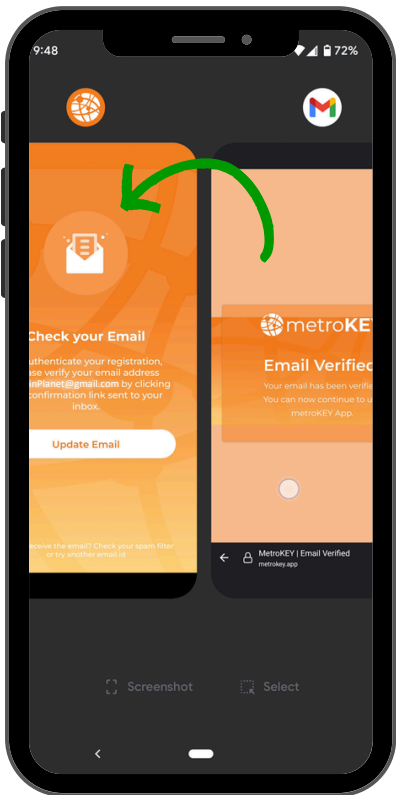 9:48
72%
Check your Email
uthenticate your registration,
ase verify your email address
inPlanet@gmail.com by clicking
confirmation link sent to your
inbox.
Update Email
receive the email? Check your spam filter
or try another email id
metroKEY
Email Verified
Your email has been verifie
You can now continue to u
metroKEY App.
MetroKEY | Email Verified
metrokey.app
Screenshot
Select